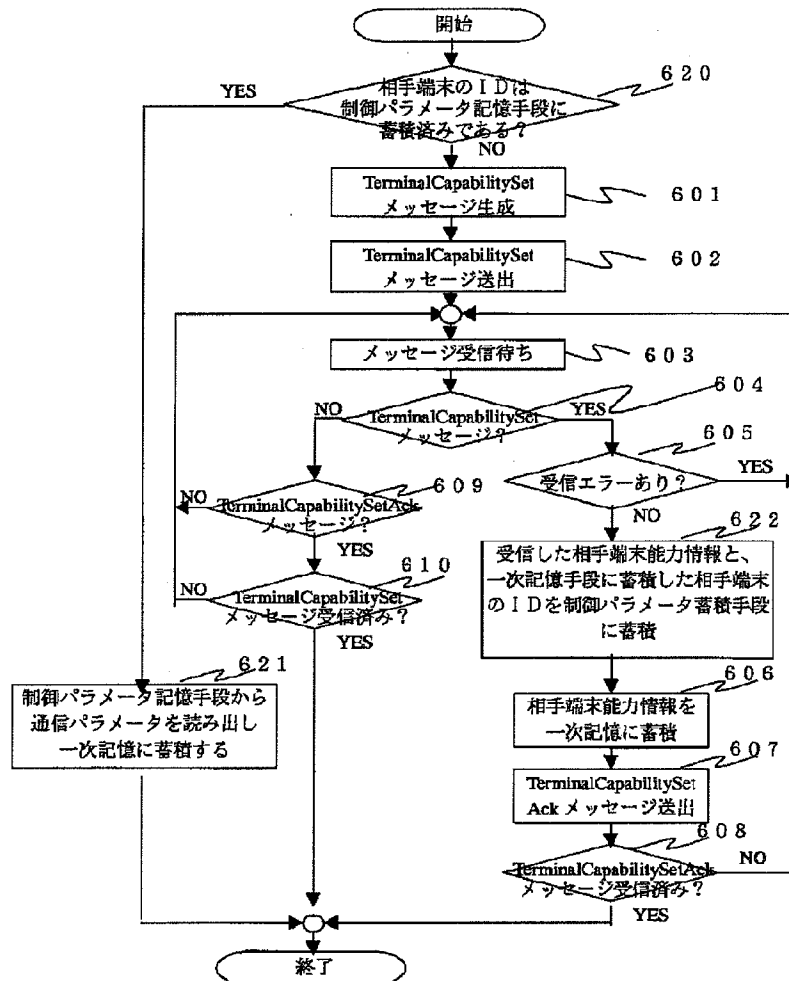 開始
620
YES
相手端末のIDは
制御パラメータ記憶手段に
蓄積済みである？
NO
TerminalCapabilitySet
メッセージ生成
601
TerminalCapabilitySet
メッセージ送出
602
メッセージ受信待ち
603
604
NO
TerminalCapabilitySet
メッセージ？
YES
605
受信エラーあり？
YES
NO
609
NO
TerminalCapabilitySetAck
メッセージ？
YES
622
受信した相手端末能力情報と、
一次記憶手段に蓄積した相手端末
のIDを制御パラメータ蓄積手段
に蓄積
610
NO
TerminalCapabilitySet
メッセージ受信済み？
YES
621
制御パラメータ記憶手段から
通信パラメータを読み出し
一次記憶に蓄積する
606
相手端末能力情報を
一次記憶に蓄積
607
TerminalCapabilitySet
Ackメッセージ送出
608
TerminalCapabilitySetAck
メッセージ受信済み？
NO
YES
終了